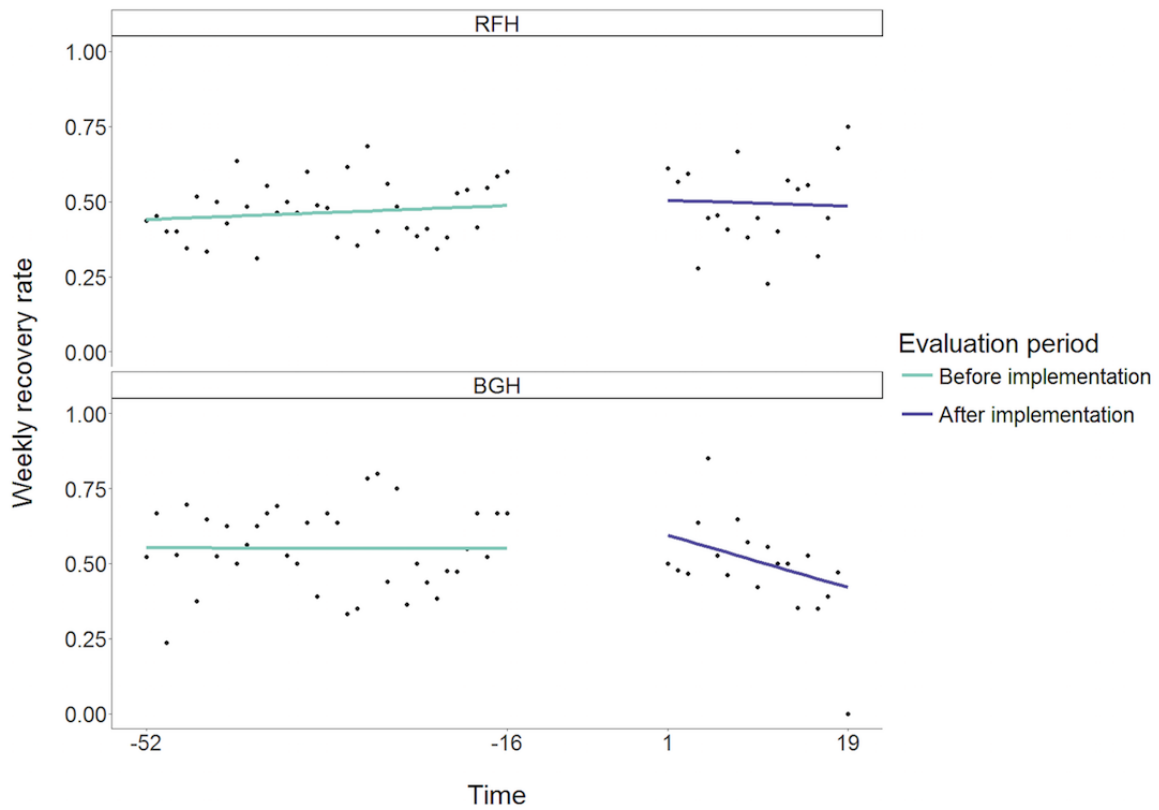 RFH
1.00
0.75
0.50
0.25
0.00
BGH
1.00
0.75
0.50
0.25
0.00
-52
-16
1
19
Time
Weekly recovery rate
Evaluation period
Before implementation
After implementation